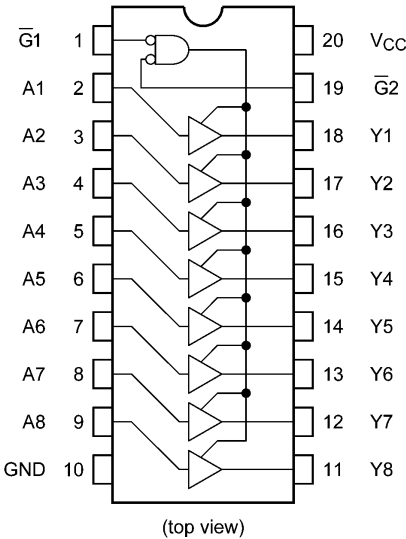 G̅1 1 20 VCC
A1 2 19 G̅2
A2 3 18 Y1
A3 4 17 Y2
A4 5 16 Y3
A5 6 15 Y4
A6 7 14 Y5
A7 8 13 Y6
A8 9 12 Y7
GND 10 11 Y8
(top view)